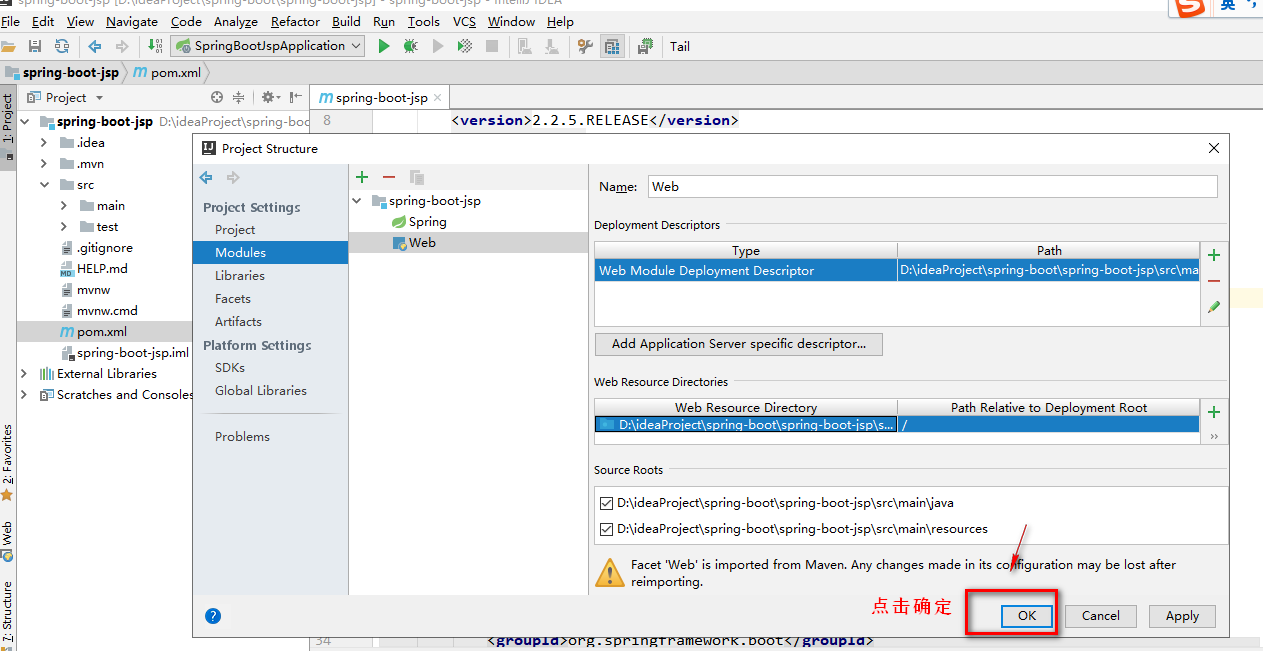 spring-boot-jsp [D:\ideaProject\spring-boot\spring-boot-jsp] - spring-boot-jsp - IntelliJ IDEA
英
File Edit View Navigate Code Analyze Refactor Build Run Tools VCS Window Help
SpringBootJspApplication Tail
spring-boot-jsp pom.xml
Project spring-boot-jsp
1: Project
spring-boot-jsp D:\ideaProject\spring-boo
8 <version>2.2.5.RELEASE</version>
.idea
.mvn
src
main
test
.gitignore
HELP.md
mvnw
mvnw.cmd
pom.xml
spring-boot-jsp.iml
External Libraries
Scratches and Consoles
2: Favorites
Web
7: Structure
Project Structure
Project Settings
Project
Modules
Libraries
Facets
Artifacts
Platform Settings
SDKs
Global Libraries
Problems
spring-boot-jsp
Spring
Web
Name: Web
Deployment Descriptors
Type Path
Web Module Deployment Descriptor D:\ideaProject\spring-boot\spring-boot-jsp\src\ma
Add Application Server specific descriptor...
Web Resource Directories
Web Resource Directory Path Relative to Deployment Root
D:\ideaProject\spring-boot\spring-boot-jsp\s... /
Source Roots
D:\ideaProject\spring-boot\spring-boot-jsp\src\main\java
D:\ideaProject\spring-boot\spring-boot-jsp\src\main\resources
Facet 'Web' is imported from Maven. Any changes made in its configuration may be lost after
reimporting.
点击确定
OK Cancel Apply
34 <groupId>org.springframework.boot</groupId>